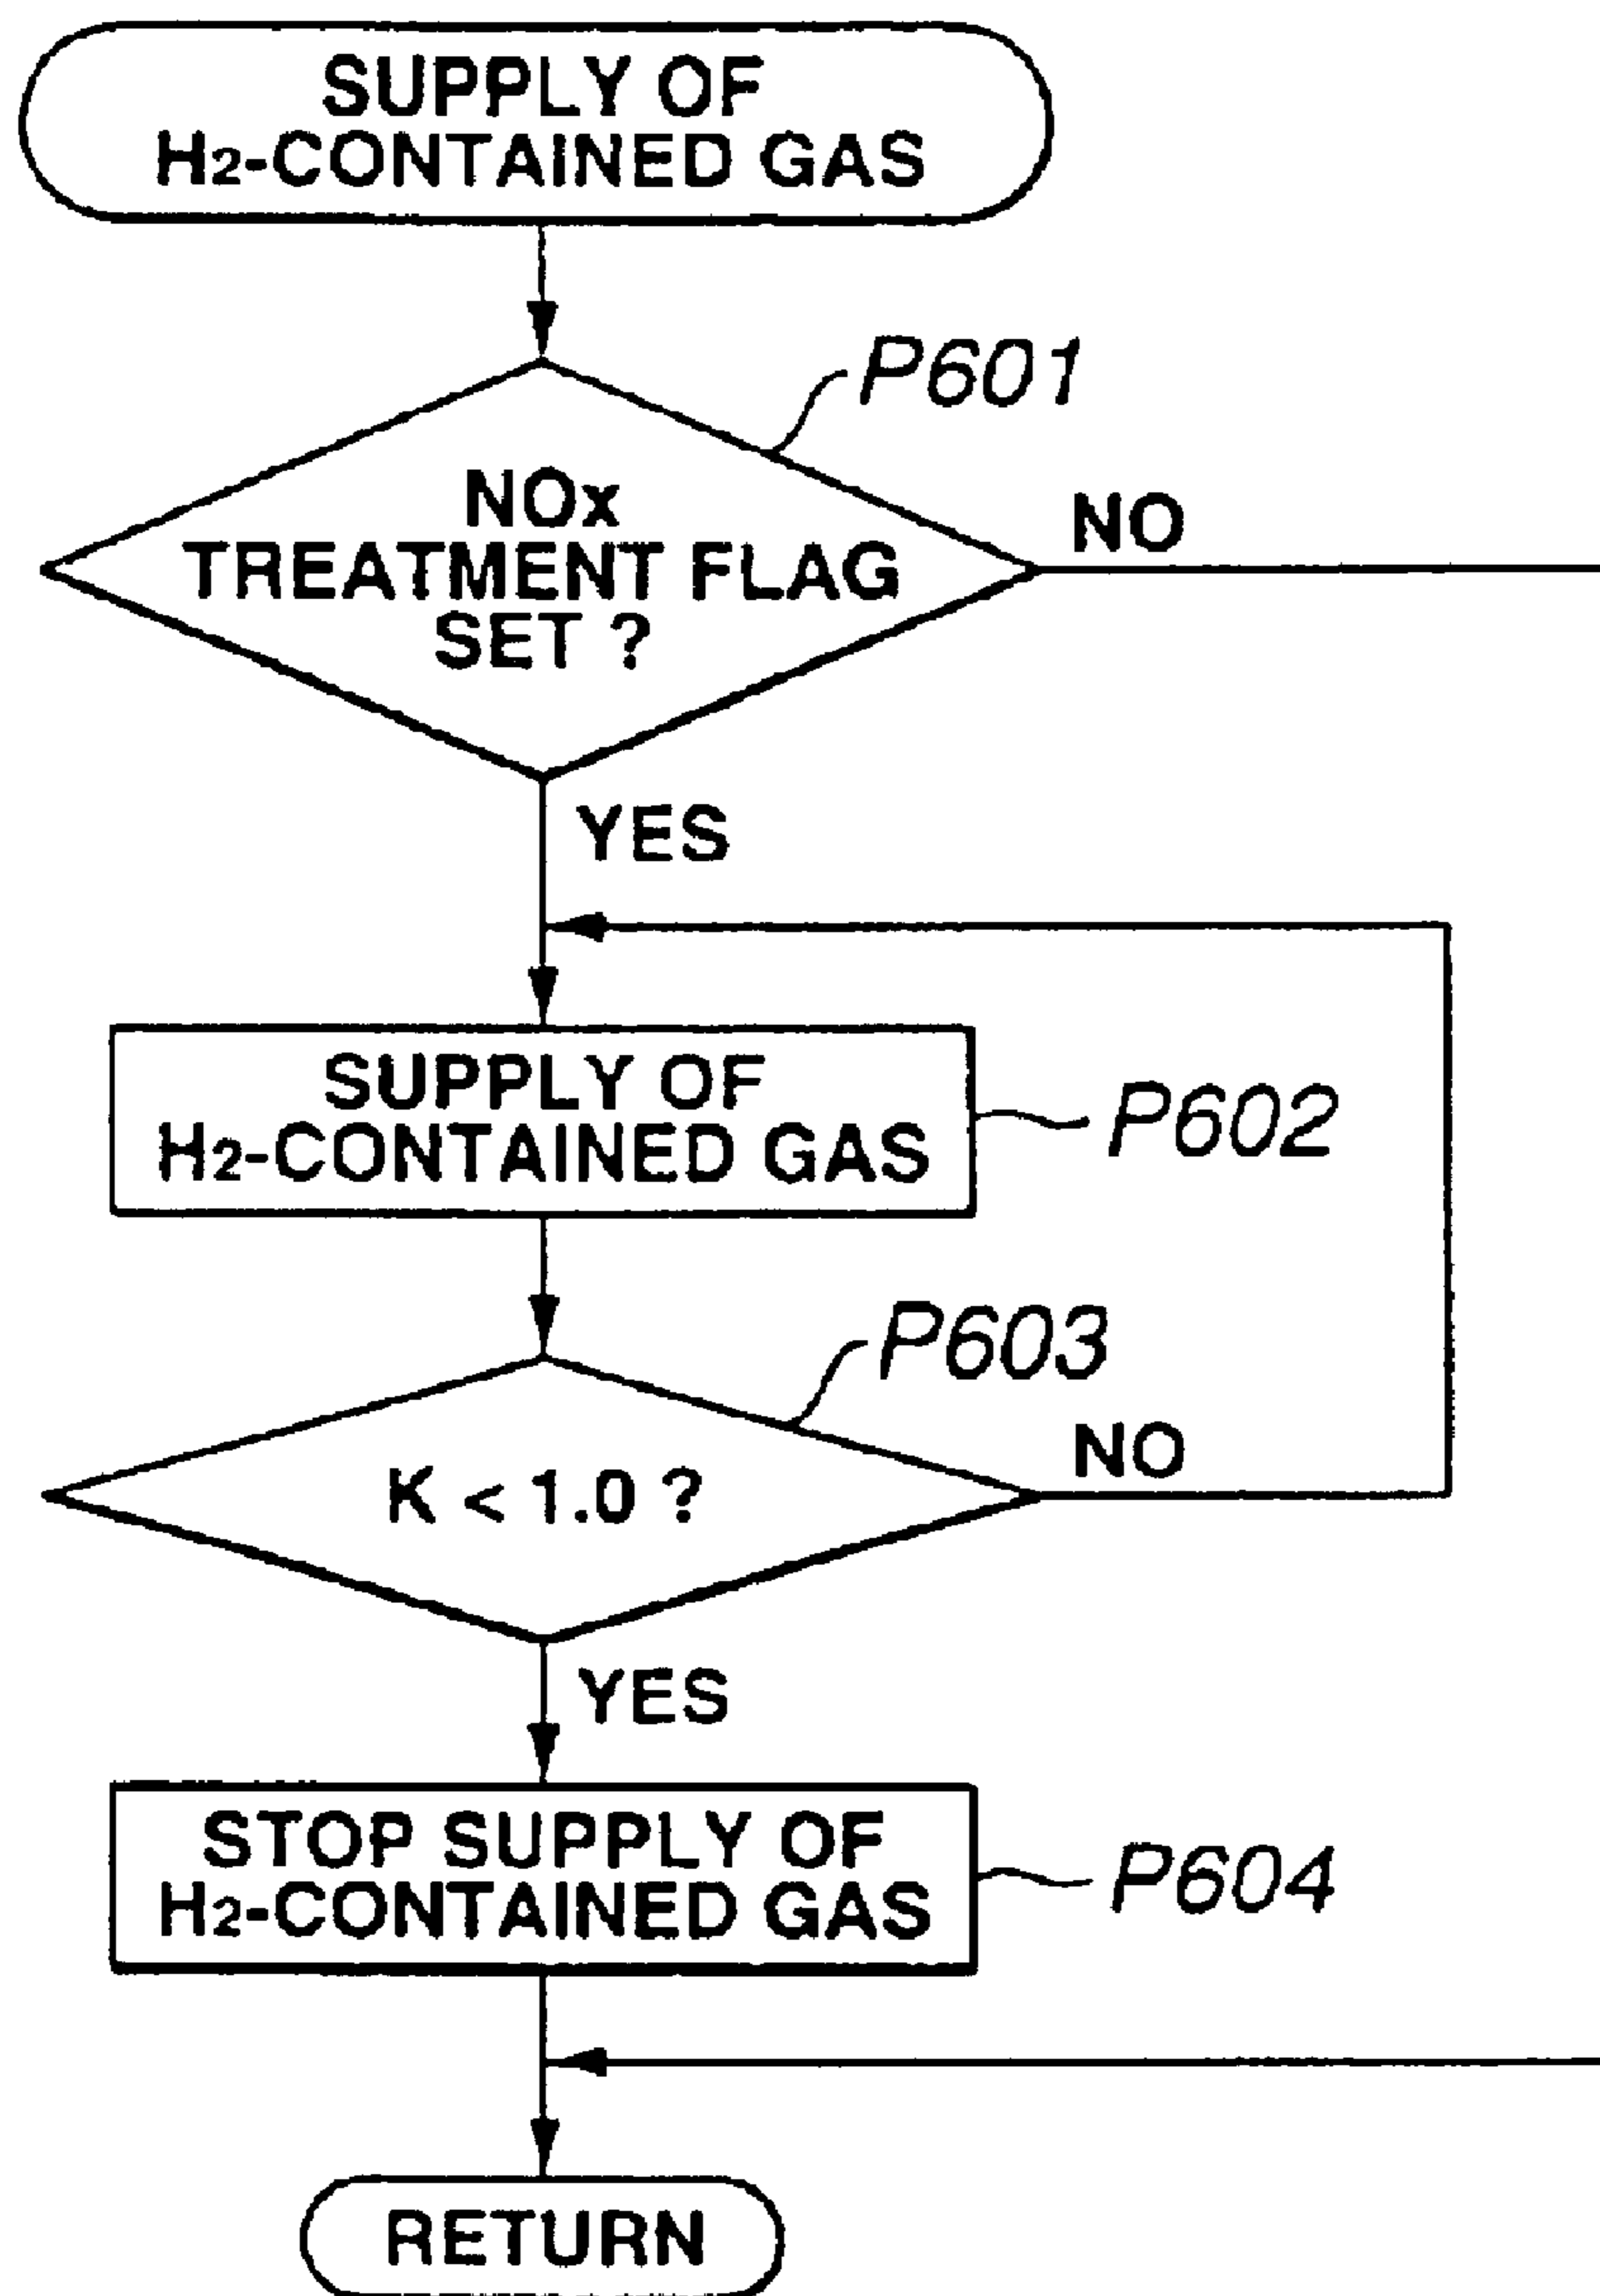 SUPPLY OF
H2-CONTAINED GAS
P601
NOx
TREATMENT FLAG
SET ?
NO
YES
SUPPLY OF
H2-CONTAINED GAS
P602
P603
K < 1.0 ?
NO
YES
STOP SUPPLY OF
H2-CONTAINED GAS
P604
RETURN